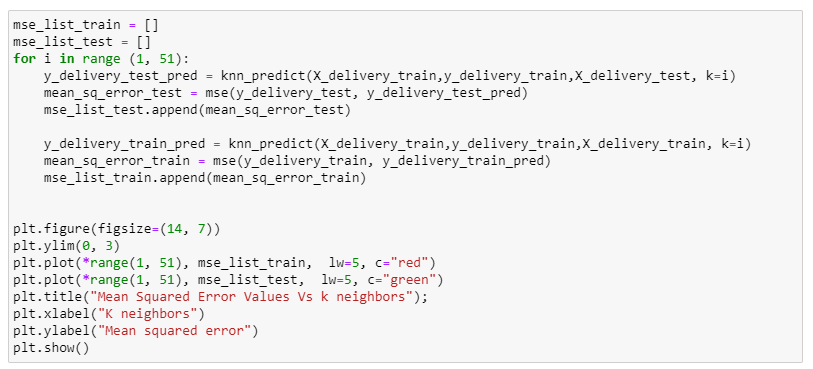 mse_list_train = []
mse_list_test = []
for i in range (1, 51):
    y_delivery_test_pred = knn_predict(X_delivery_train,y_delivery_train,X_delivery_test, k=i)
    mean_sq_error_test = mse(y_delivery_test, y_delivery_test_pred)
    mse_list_test.append(mean_sq_error_test)

    y_delivery_train_pred = knn_predict(X_delivery_train,y_delivery_train,X_delivery_train, k=i)
    mean_sq_error_train = mse(y_delivery_train, y_delivery_train_pred)
    mse_list_train.append(mean_sq_error_train)


plt.figure(figsize=(14, 7))
plt.ylim(0, 3)
plt.plot(*range(1, 51), mse_list_train,  lw=5, c="red")
plt.plot(*range(1, 51), mse_list_test,  lw=5, c="green")
plt.title("Mean Squared Error Values Vs k neighbors");
plt.xlabel("K neighbors")
plt.ylabel("Mean squared error")
plt.show()